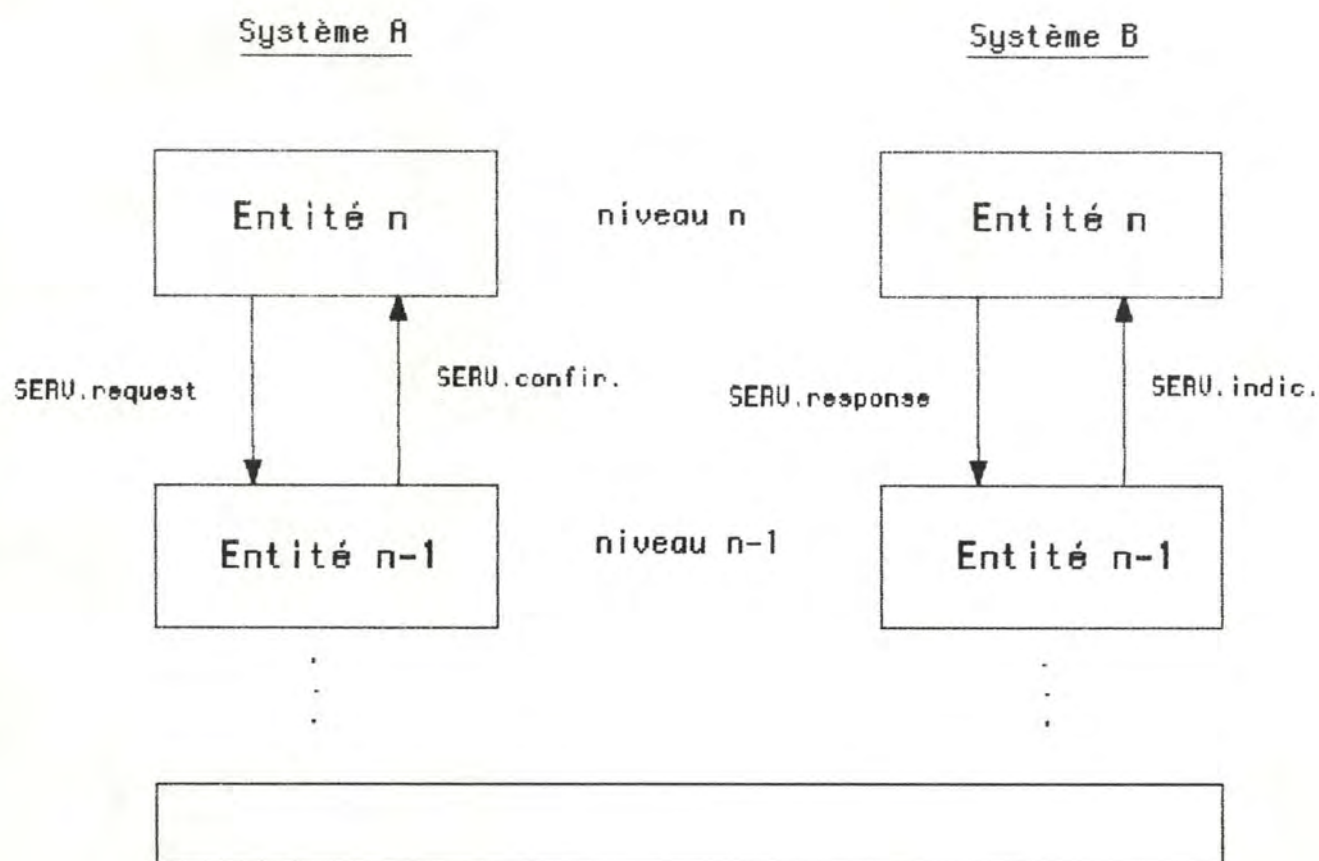 Système A
Système B
Entité n
niveau n
Entité n
SERV.request
SERV.confir.
SERV.response
SERV.indic.
Entité n-1
niveau n-1
Entité n-1